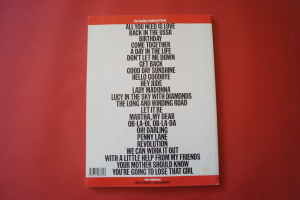 ALL YOU NEED IS LOVE
BACK IN THE USSR
BIRTHDAY
COME TOGETHER
A DAY IN THE LIFE
DON'T LET ME DOWN
GET BACK
GOOD DAY SUNSHINE
HELLO GOODBYE
HEY JUDE
LADY MADONNA
LUCY IN THE SKY WITH DIAMONDS
THE LONG AND WINDING ROAD
LET IT BE
MARTHA, MY DEAR
OB-LA-DI, OB-LA-DA
OH! DARLING
PENNY LANE
REVOLUTION
WE CAN WORK IT OUT
WITH A LITTLE HELP FROM MY FRIENDS
YOUR MOTHER SHOULD KNOW
YOU'RE GOING TO LOSE THAT GIRL